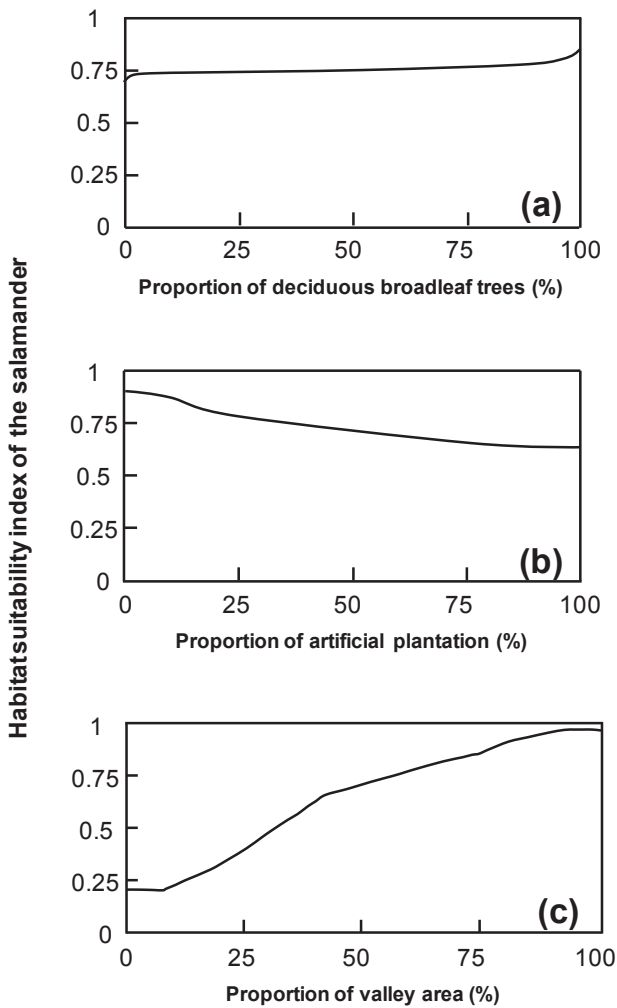 Habitat suitability index of the salamander
1
0.75
0.5
0.25
0
(a)
0 25 50 75 100
Proportion of deciduous broadleaf trees (%)
1
0.75
0.5
0.25
0
(b)
0 25 50 75 100
Proportion of artificial plantation (%)
1
0.75
0.5
0.25
0
(c)
0 25 50 75 100
Proportion of valley area (%)